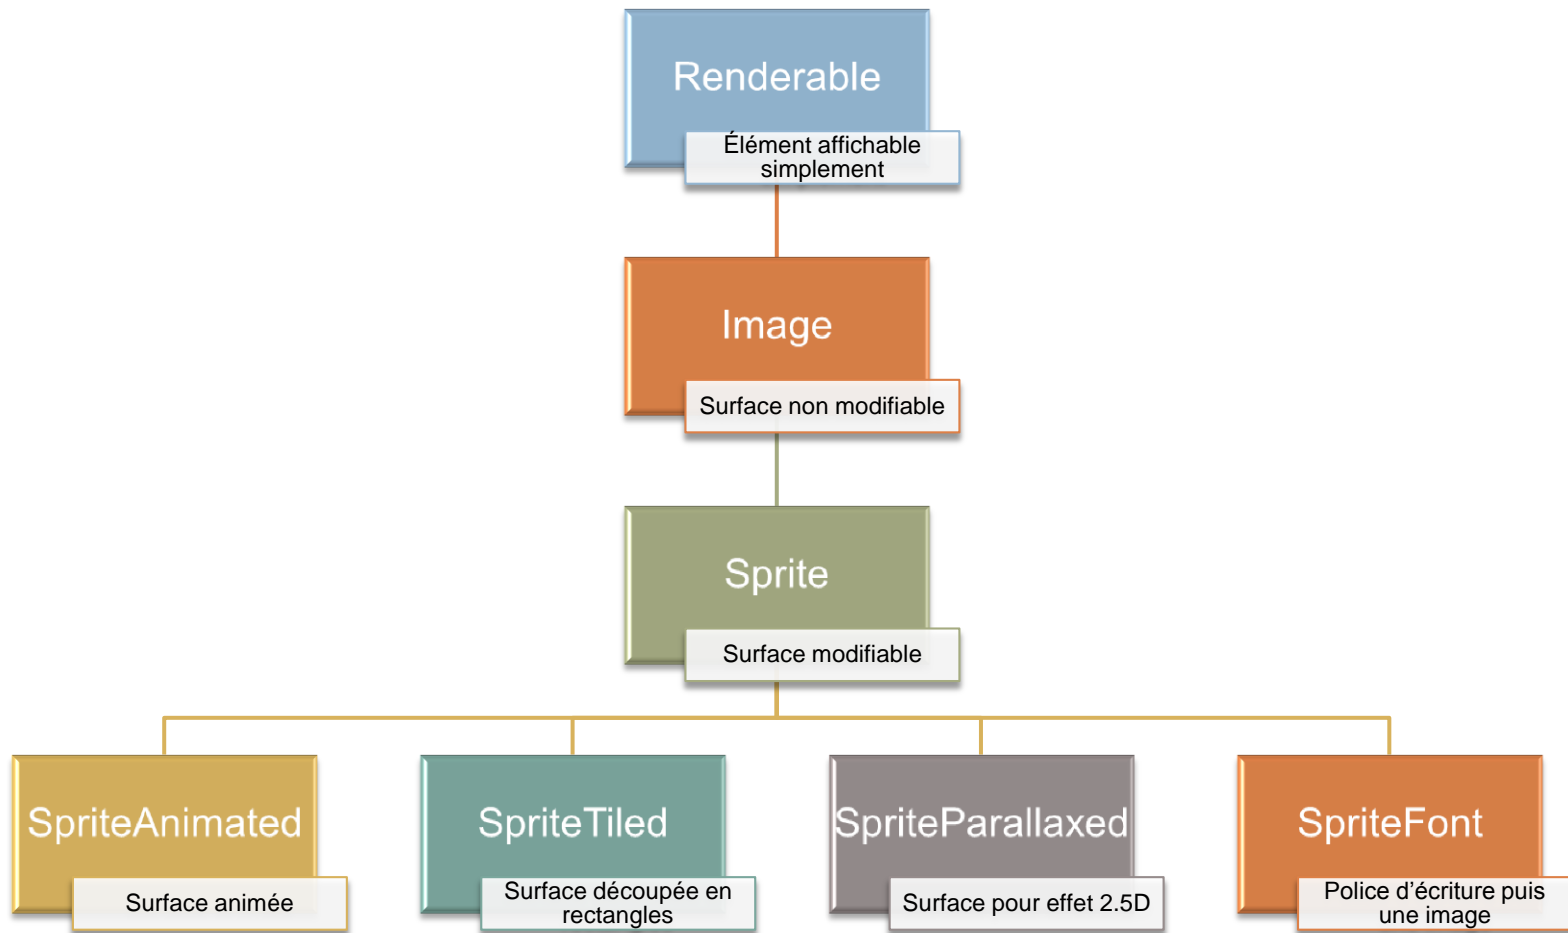 Renderable
Élément affichable
simplement
Image
Surface non modifiable
Sprite
Surface modifiable
SpriteAnimated
Surface animée
SpriteTiled
Surface découpée en
rectangles
SpriteParallaxed
Surface pour effet 2.5D
SpriteFont
Police d’écriture puis
une image